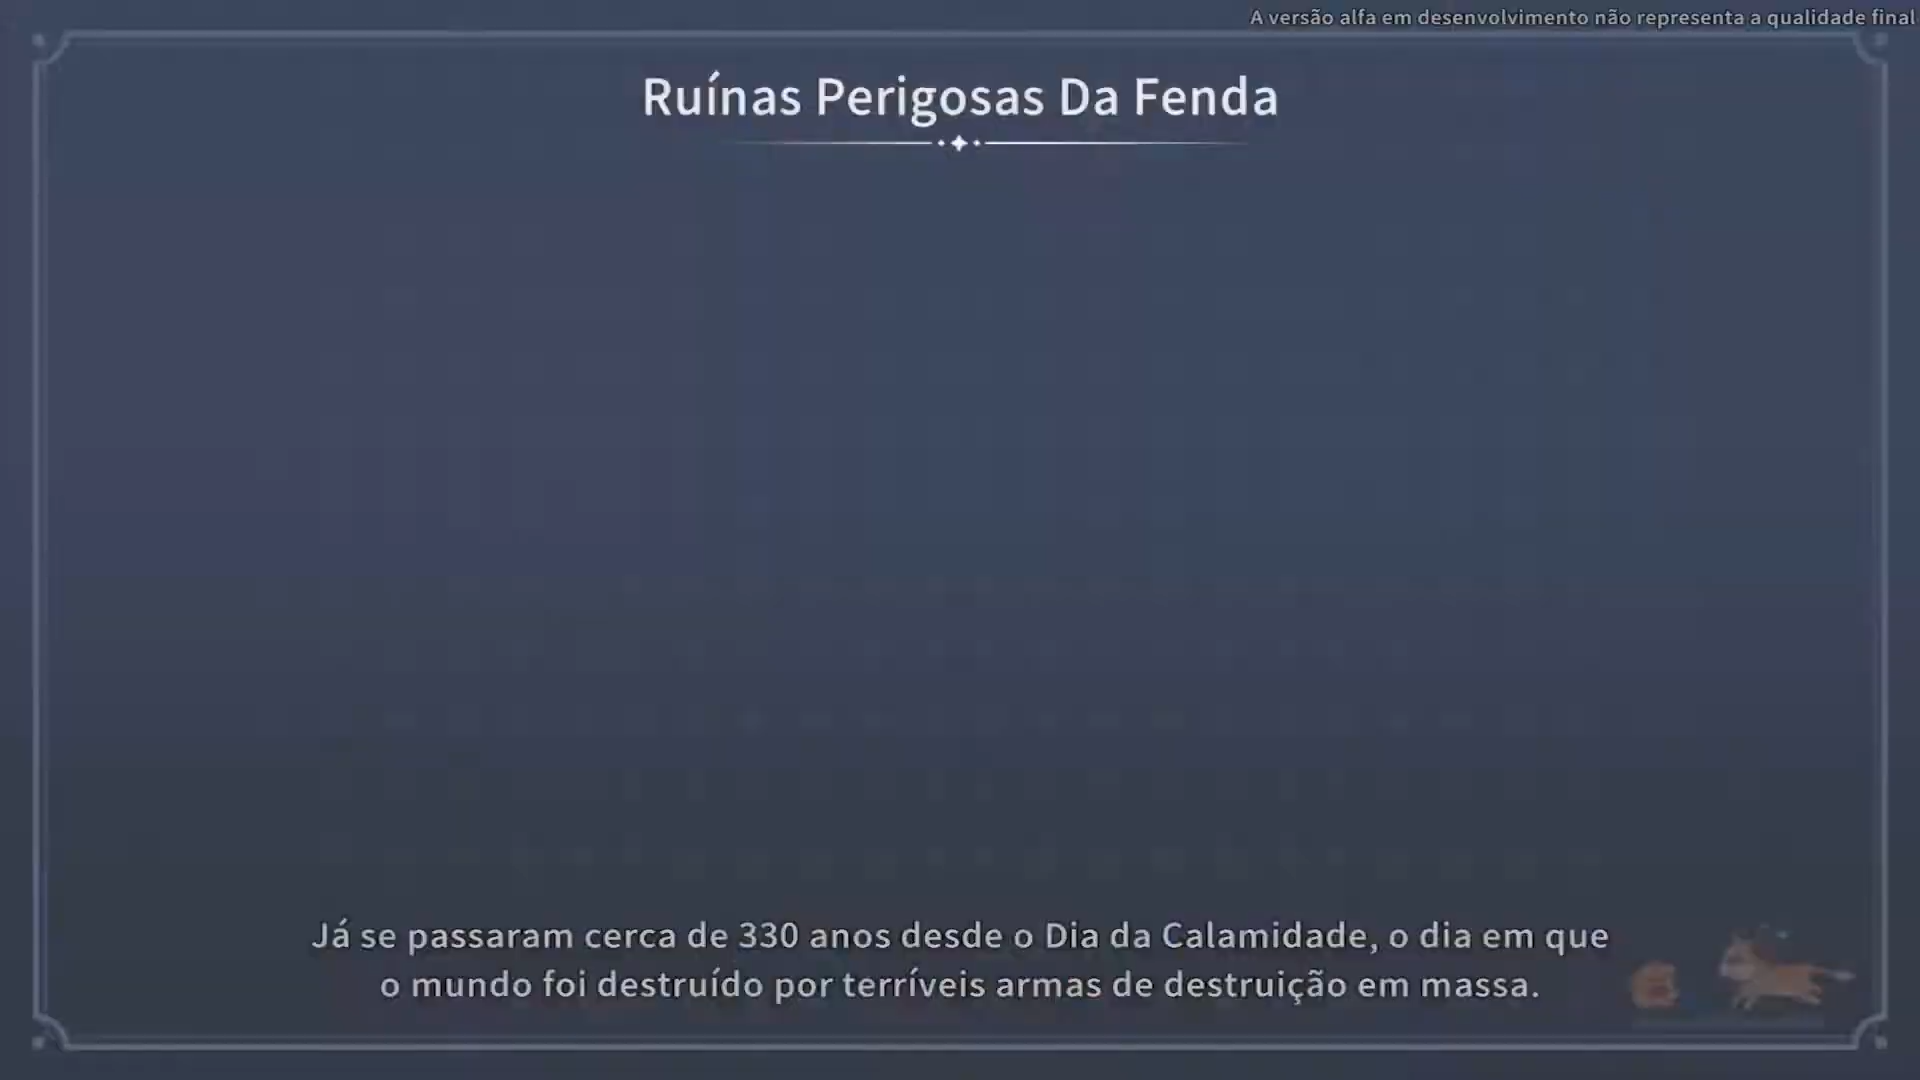 A versão alfa em desenvolvimento não representa a qualidade final
Ruínas Perigosas Da Fenda
Já se passaram cerca de 330 anos desde o Dia da Calamidade, o dia em que
o mundo foi destruído por terríveis armas de destruição em massa.